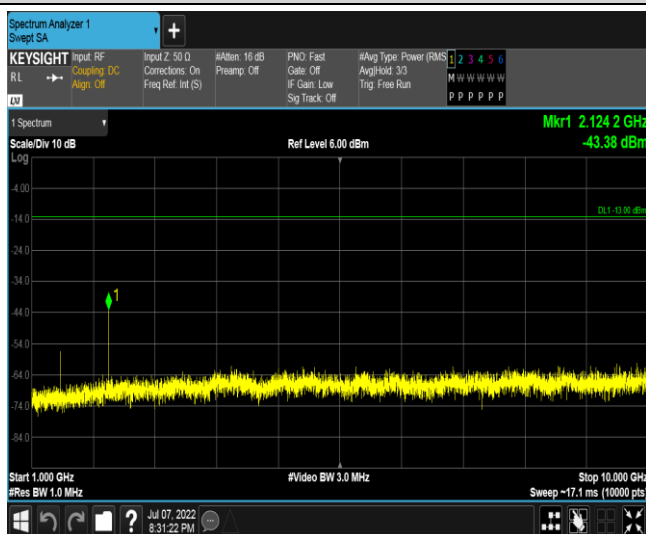 Spectrum Analyzer 1
Swept SA
+
KEYSIGHT
RL
LXI
Input: RF
Coupling: DC
Align: Off
Input Z: 50 Ω
Corrections: On
Freq Ref: Int (S)
#Atten: 16 dB
Preamp: Off
PNO: Fast
Gate: Off
IF Gain: Low
Sig Track: Off
#Avg Type: Power (RMS
Avg|Hold: 3/3
Trig: Free Run
1 2 3 4 5 6
M W W W W W
P P P P P P
1 Spectrum
Mkr1 2.124 2 GHz
Scale/Div 10 dB
Ref Level 6.00 dBm
-43.38 dBm
Log
-4.00
DL1 -13.00 dBm
-14.0
-24.0
-34.0
1
-44.0
-54.0
-64.0
-74.0
-84.0
Start 1.000 GHz
#Video BW 3.0 MHz
Stop 10.000 GHz
#Res BW 1.0 MHz
Sweep ~17.1 ms (10000 pts)
?
Jul 07, 2022
8:31:22 PM